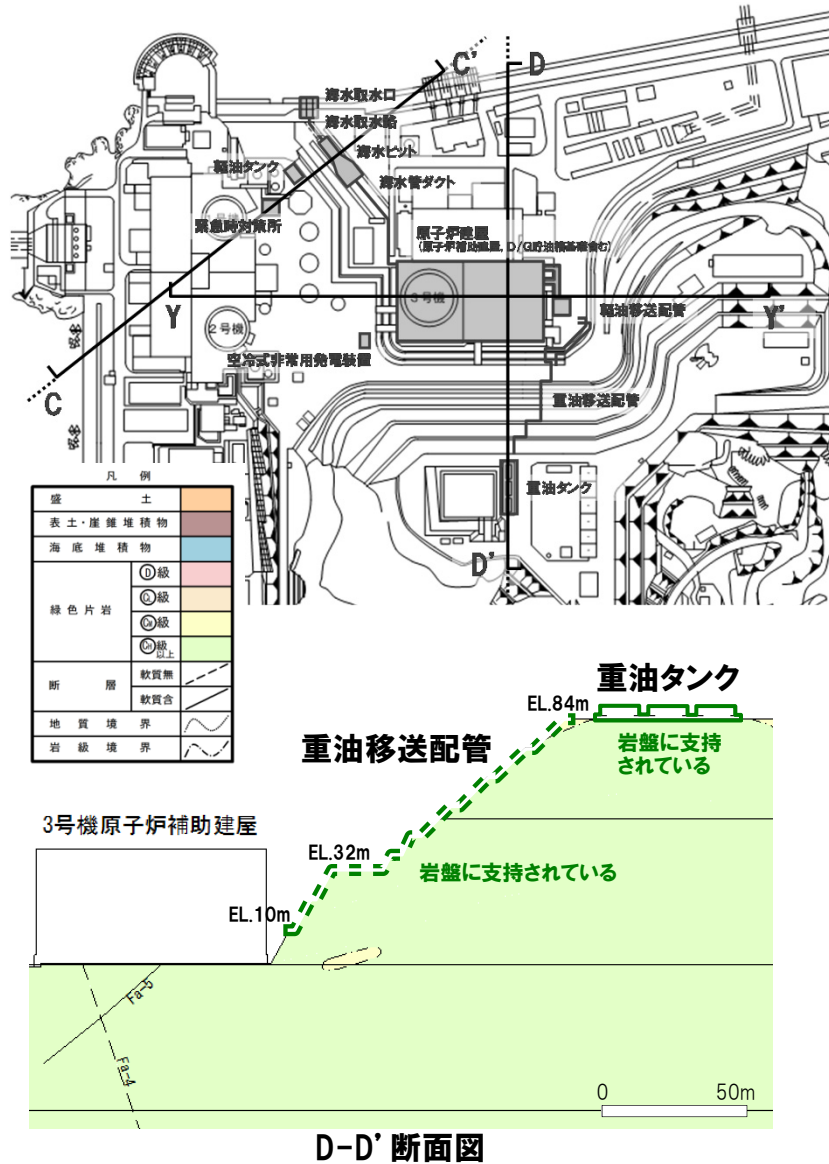 C'
D
海水取水口
海水取水路
軽油タンク
海水ピット
海水管ダクト
緊急時対策所
原子炉建屋
(原子炉補助建屋, D/G貯油槽基礎含む)
3号機
Y
Y'
軽油移送配管
2号機
空冷式非常用発電装置
C
重油移送配管
重油タンク
D'
凡例
盛土
表土・崖錐堆積物
海底堆積物
緑色片岩
D級
CL級
CM級
CH級以上
断層
軟質無
軟質含
地質境界
岩級境界
重油タンク
EL.84m
重油移送配管
岩盤に支持
されている
3号機原子炉補助建屋
EL.32m
岩盤に支持されている
EL.10m
Fa-5
Fa-4
0 50m
D-D'断面図